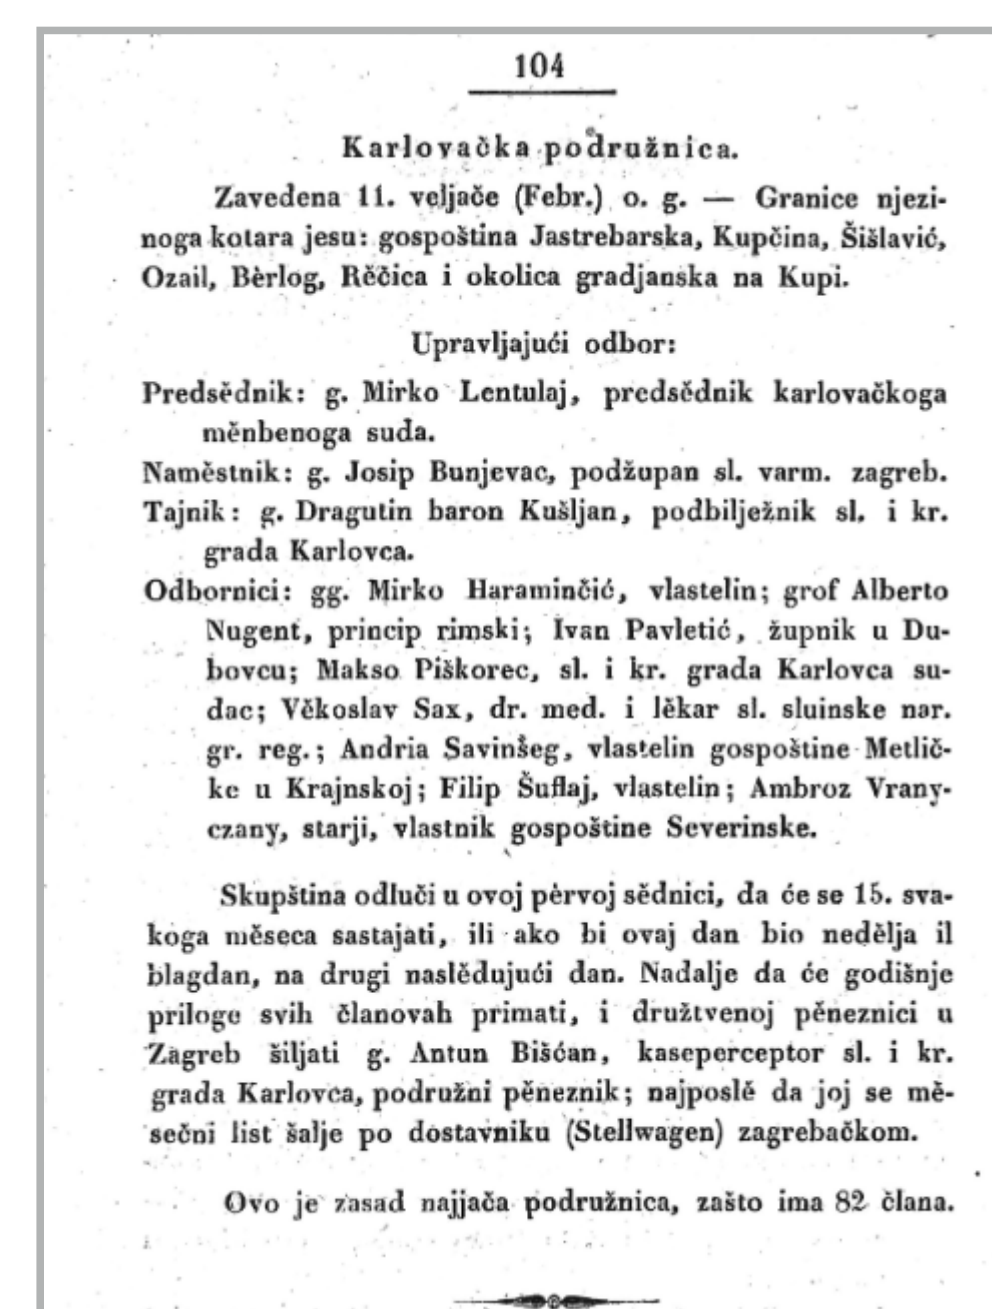 104
Karlovačka podružnica.
Zavedena 11. veljače (Febr.) o. g. — Granice njezi-
noga kotara jesu: gospoština Jastrebarska, Kupčina, Šišlavić,
Ozail, Bèrlog, Rěčica i okolica gradjanska na Kupi.
Upravljajući odbor:
Predsědnik: g. Mirko Lentulaj, predsědnik karlovačkoga
měnbenoga suda.
Naměstnik: g. Josip Bunjevac, podžupan sl. varm. zagreb.
Tajnik: g. Dragutin baron Kušljan, podbilježnik sl. i kr.
grada Karlovca.
Odbornici: gg. Mirko Haraminčić, vlastelin; grof Alberto
Nugent, princip rimski; Ivan Pavletić, župnik u Du-
bovcu; Makso Piškorec, sl. i kr. grada Karlovca su-
dac; Věkoslav Sax, dr. med. i lěkar sl. sluinske nar.
gr. reg.; Andria Savinšeg, vlastelin gospoštine Metlič-
ke u Krajnskoj; Filip Šuflaj, vlastelin; Ambroz Vrany-
czany, starji, vlastnik gospoštine Severinske.
Skupština odluči u ovoj pèrvoj sědnici, da će se 15. sva-
koga měseca sastajati, ili ako bi ovaj dan bio nedělja il
blagdan, na drugi naslědujući dan. Nadalje da će godišnje
priloge svih članovah primati, i družtvenoj pěneznici u
Zagreb šiljati g. Antun Bišćan, kaseperceptor sl. i kr.
grada Karlovca, podružni pěneznik; najposlě da joj se mě-
sečni list šalje po dostavniku (Stellwagen) zagrebačkom.
Ovo je zasad najjača podružnica, zašto ima 82 člana.